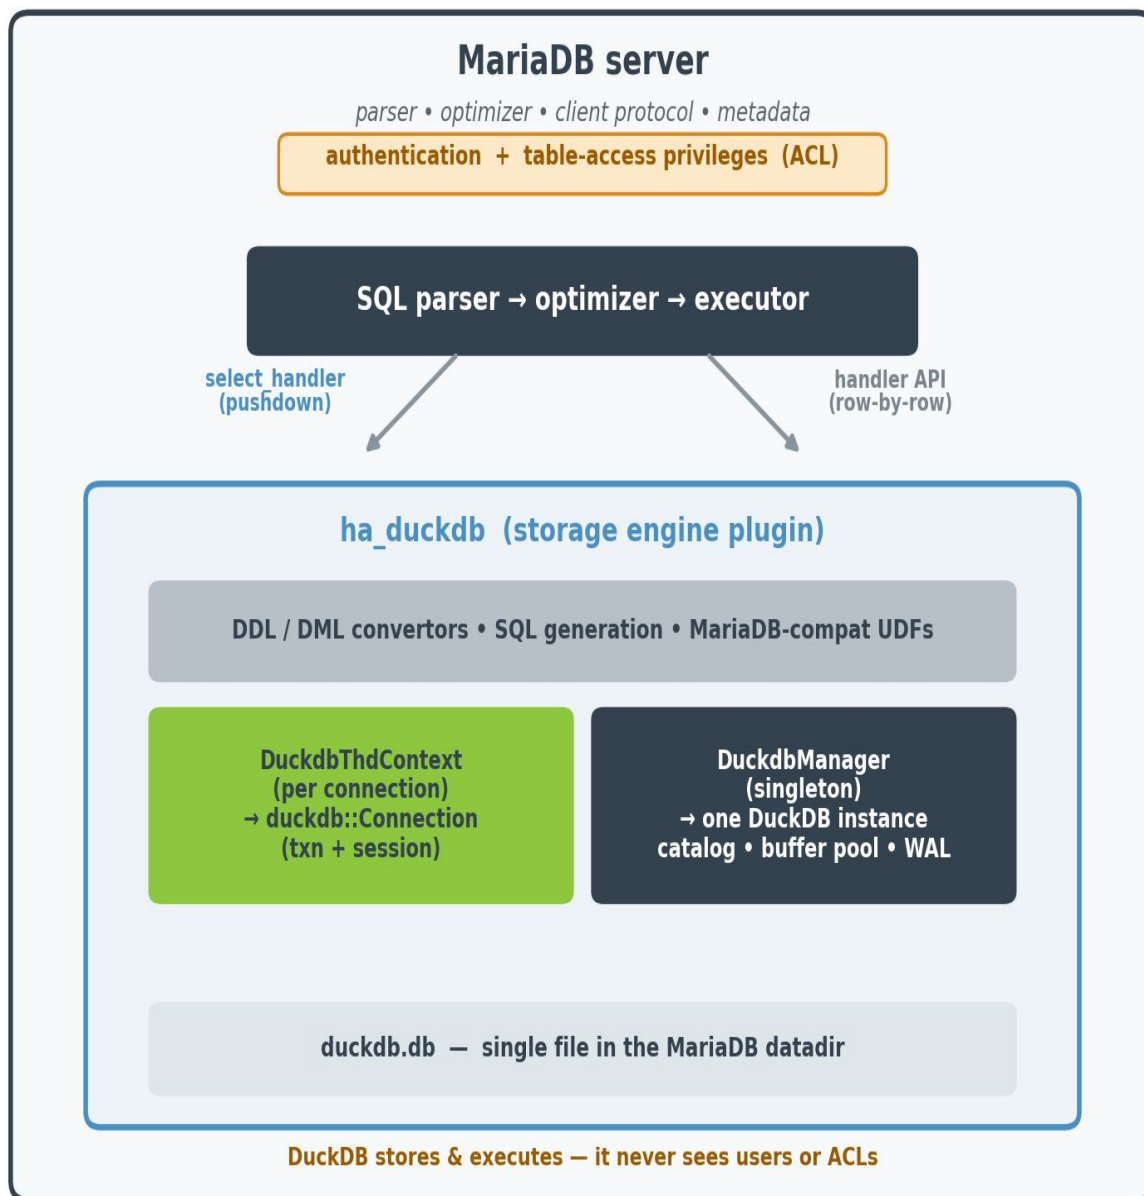 MariaDB server
parser • optimizer • client protocol • metadata
authentication + table-access privileges (ACL)
SQL parser → optimizer → executor
select_handler
(pushdown)
handler API
(row-by-row)
ha_duckdb (storage engine plugin)
DDL / DML convertors • SQL generation • MariaDB-compat UDFs
DuckdbThdContext
(per connection)
→ duckdb::Connection
(txn + session)
DuckdbManager
(singleton)
→ one DuckDB instance
catalog • buffer pool • WAL
duckdb.db — single file in the MariaDB datadir
DuckDB stores & executes — it never sees users or ACLs